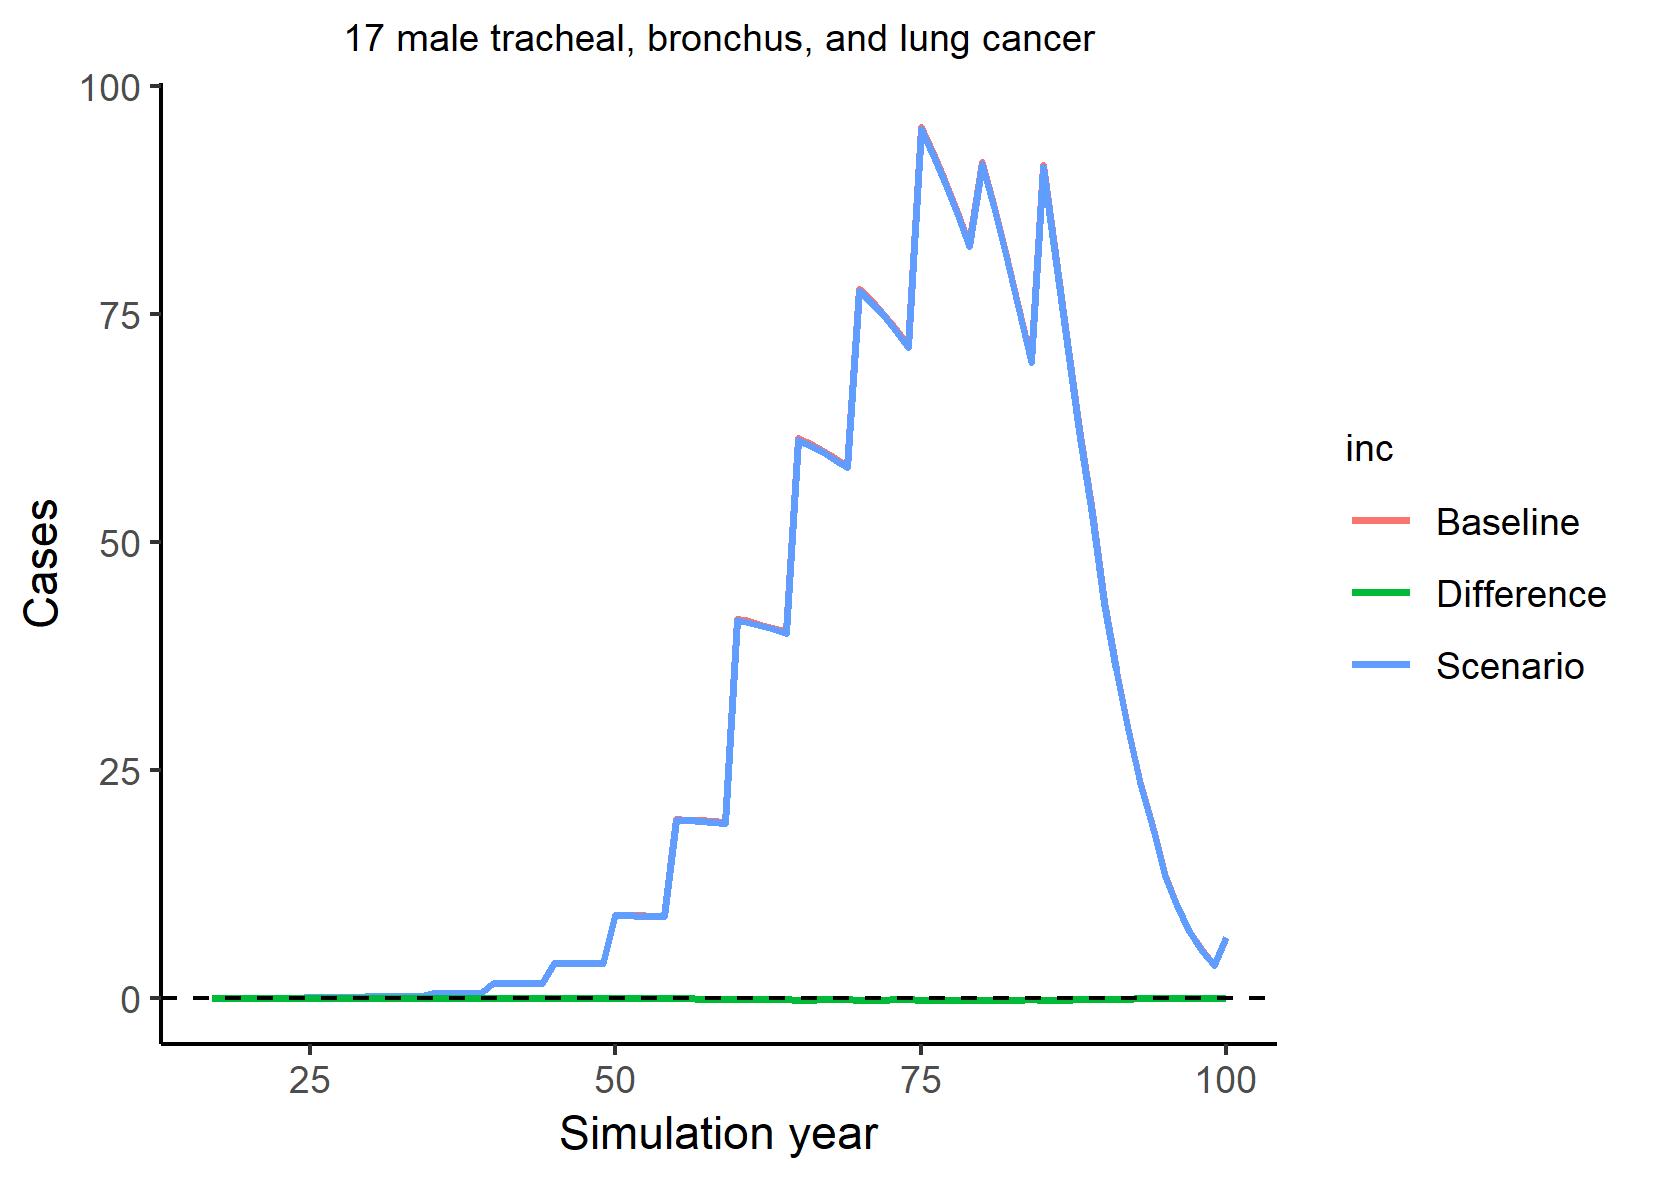 17 male tracheal, bronchus, and lung cancer
100
75
50
25
0
Cases
25 50 75 100
Simulation year
inc
Baseline
Difference
Scenario